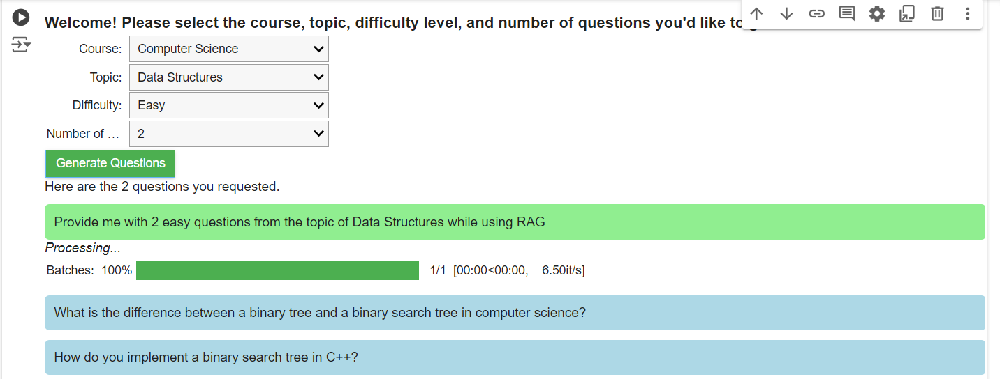 Welcome! Please select the course, topic, difficulty level, and number of questions you'd like to
Course: Computer Science
Topic: Data Structures
Difficulty: Easy
Number of ... 2
Generate Questions
Here are the 2 questions you requested.
Provide me with 2 easy questions from the topic of Data Structures while using RAG
Processing...
Batches: 100% 1/1 [00:00<00:00, 6.50it/s]
What is the difference between a binary tree and a binary search tree in computer science?
How do you implement a binary search tree in C++?